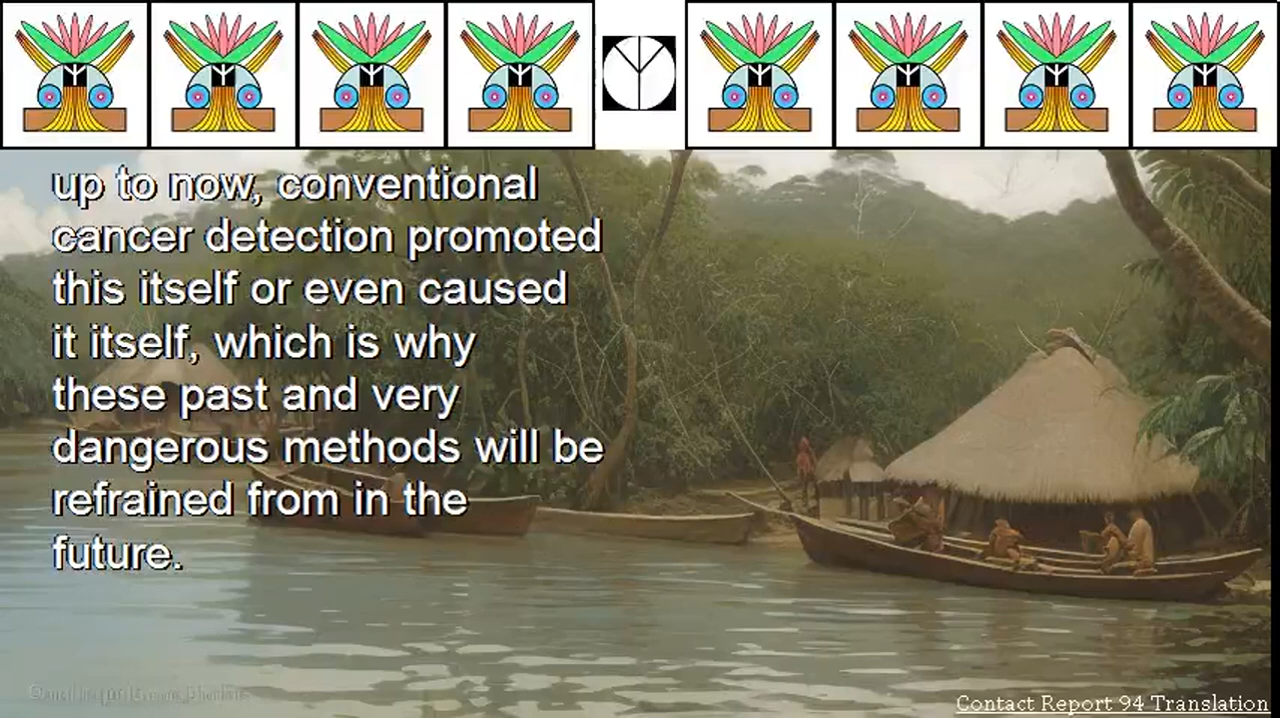 up to now, conventional
cancer detection promoted
this itself or even caused
it itself, which is why
these past and very
dangerous methods will be
refrained from in the
future.
Contact Report 94 Translation